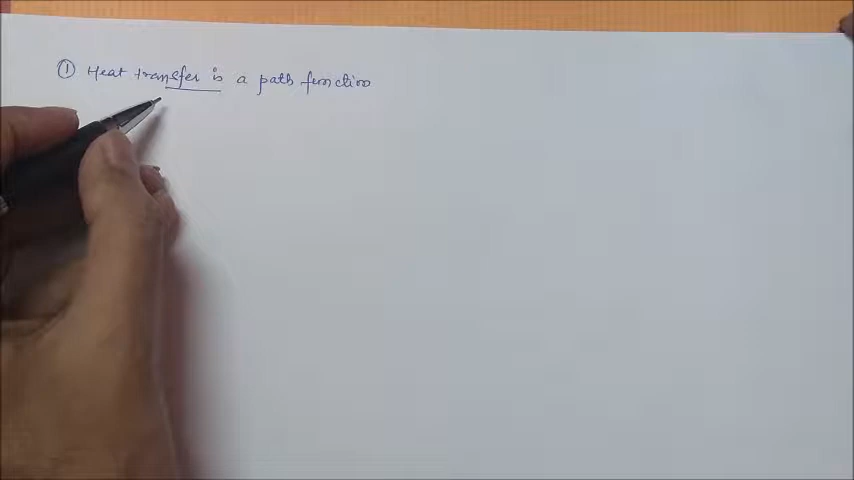 ① Heat transfer is a path function